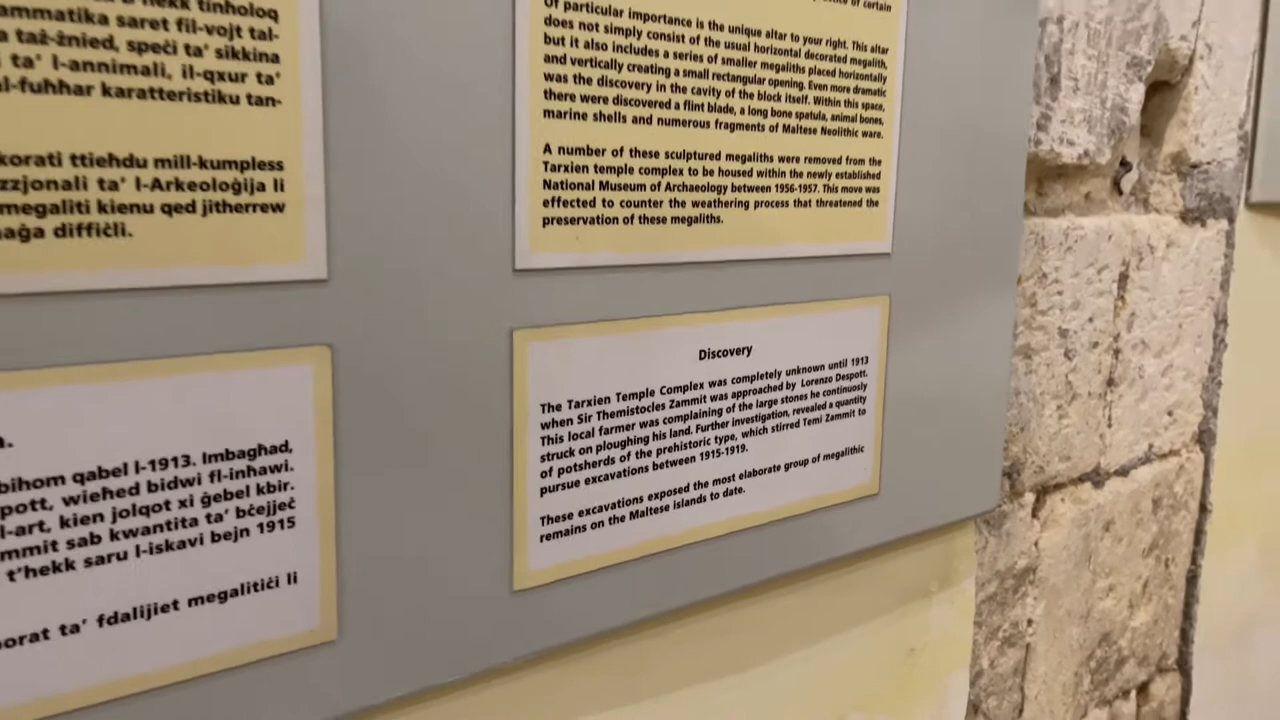 tinħoloq
ammatika saret fil-vojt tal-
a taż-żnied, speċi ta' sikkina
ta' l-annimali, il-qxur ta'
al-fuħħar karatteristiku tan-
korati ttieħdu mill-kumpless
zzjonali ta' l-Arkeoloġija li
megaliti kienu qed jitherrew
naġa diffiċli.
bihom qabel l-1913. Imbagħad,
pott, wieħed bidwi fl-inħawi.
l-art, kien jolqot xi ġebel kbir.
mmit sab kwantita ta' bċejjeċ
t'hekk saru l-iskavi bejn 1915
orat ta' fdalijiet megalitiċi li
of certain
Of particular importance is the unique altar to your right. This altar
does not simply consist of the usual horizontal decorated megalith,
but it also includes a series of smaller megaliths placed horizontally
and vertically creating a small rectangular opening. Even more dramatic
was the discovery in the cavity of the block itself. Within this space,
there were discovered a flint blade, a long bone spatula, animal bones,
marine shells and numerous fragments of Maltese Neolithic ware.
A number of these sculptured megaliths were removed from the
Tarxien temple complex to be housed within the newly established
National Museum of Archaeology between 1956-1957. This move was
effected to counter the weathering process that threatened the
preservation of these megaliths.
Discovery
The Tarxien Temple Complex was completely unknown until 1913
when Sir Themistocles Zammit was approached by Lorenzo Despott.
This local farmer was complaining of the large stones he continuosly
struck on ploughing his land. Further investigation, revealed a quantity
of potsherds of the prehistoric type, which stirred Temi Zammit to
pursue excavations between 1915-1919.
These excavations exposed the most elaborate group of megalithic
remains on the Maltese islands to date.